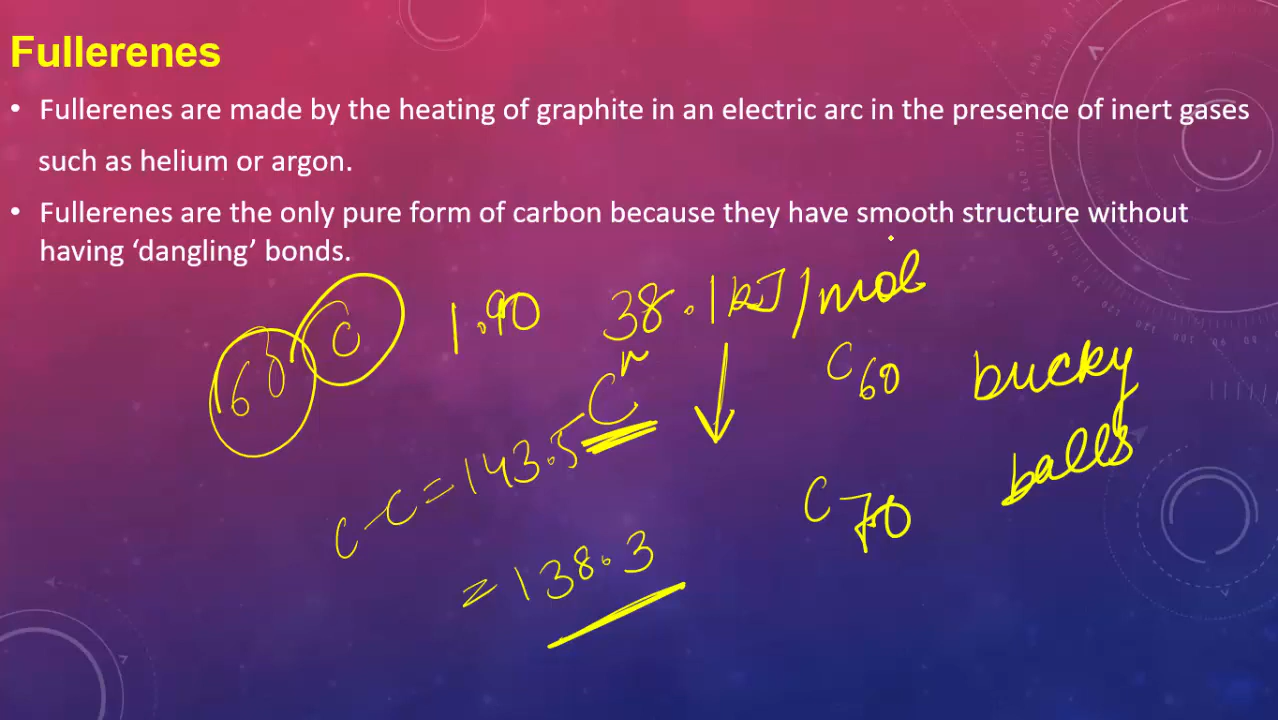 Fullerenes
• Fullerenes are made by the heating of graphite in an electric arc in the presence of inert gases
such as helium or argon.
• Fullerenes are the only pure form of carbon because they have smooth structure without
having ‘dangling’ bonds.
60 C 1.90 38.1 kJ/mol
C60 bucky
balls
C
C-C = 143.5
C70
= 138.3